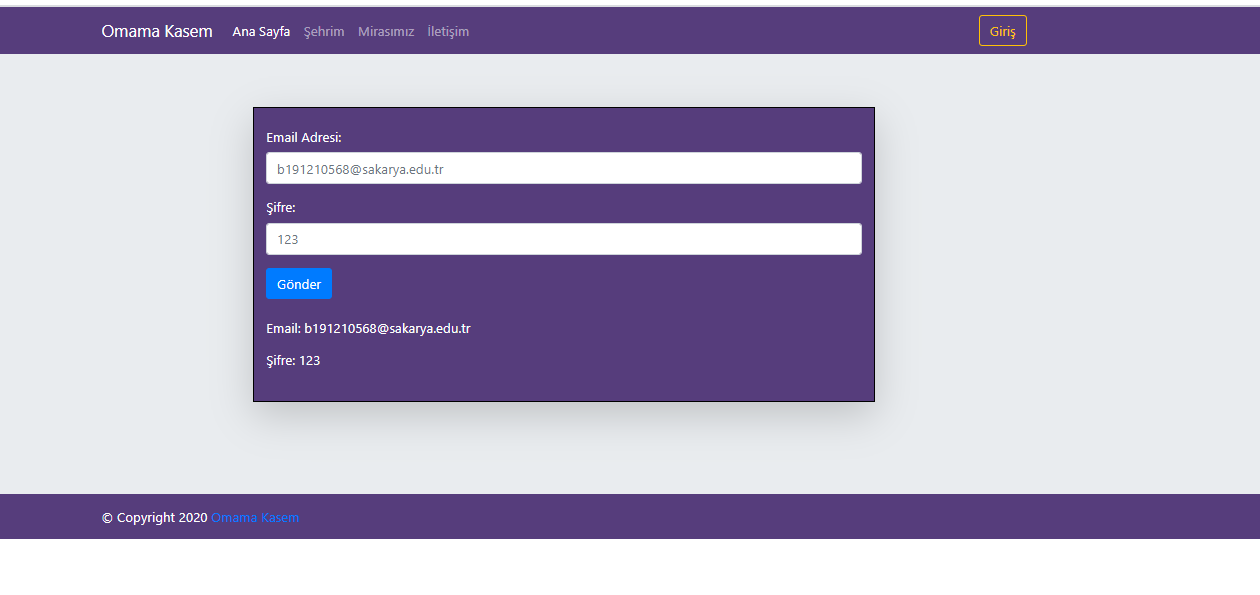 Omama Kasem Ana Sayfa Şehrim Mirasımız İletişim Giriş
Email Adresi:
b191210568@sakarya.edu.tr
Şifre:
123
Gönder
Email: b191210568@sakarya.edu.tr
Şifre: 123
© Copyright 2020 Omama Kasem